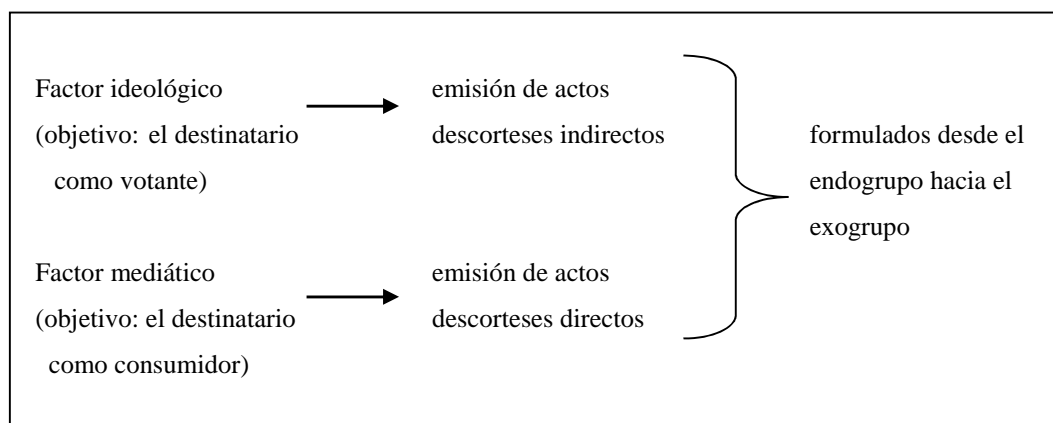 Factor ideológico
(objetivo: el destinatario
como votante)
emisión de actos
descorteses indirectos
Factor mediático
(objetivo: el destinatario
como consumidor)
emisión de actos
descorteses directos
formulados desde el
endogrupo hacia el
exogrupo